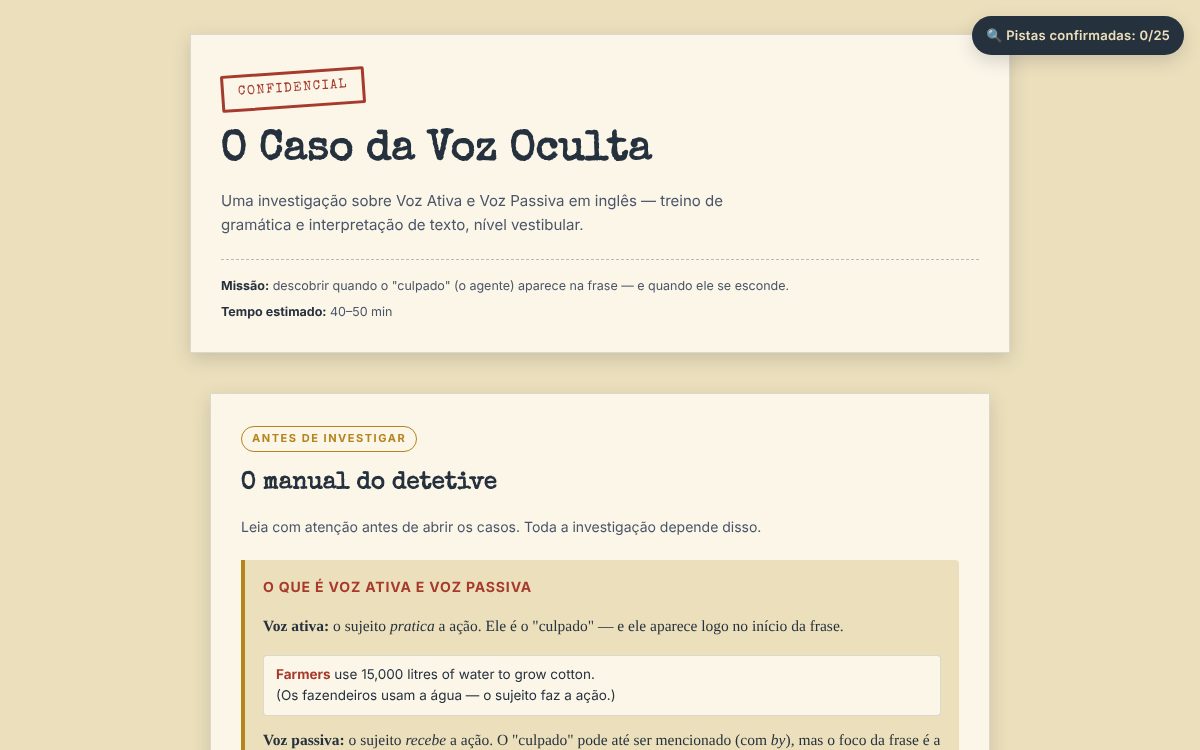 🔍 Pistas confirmadas: 0/25
CONFIDENCIAL
O Caso da Voz Oculta
Uma investigação sobre Voz Ativa e Voz Passiva em inglês — treino de
gramática e interpretação de texto, nível vestibular.
Missão: descobrir quando o "culpado" (o agente) aparece na frase — e quando ele se esconde.
Tempo estimado: 40–50 min
ANTES DE INVESTIGAR
O manual do detetive
Leia com atenção antes de abrir os casos. Toda a investigação depende disso.
O QUE É VOZ ATIVA E VOZ PASSIVA
Voz ativa: o sujeito pratica a ação. Ele é o "culpado" — e ele aparece logo no início da frase.
Farmers use 15,000 litres of water to grow cotton.
(Os fazendeiros usam a água — o sujeito faz a ação.)
Voz passiva: o sujeito recebe a ação. O "culpado" pode até ser mencionado (com by), mas o foco da frase é a